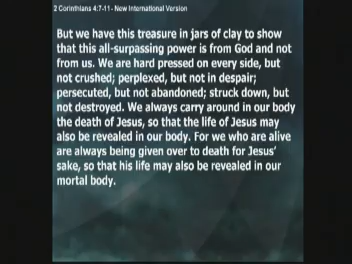 2 Corinthians 4:7-11 - New International Version
But we have this treasure in jars of clay to show
that this all-surpassing power is from God and not
from us. We are hard pressed on every side, but
not crushed; perplexed, but not in despair;
persecuted, but not abandoned; struck down, but
not destroyed. We always carry around in our body
the death of Jesus, so that the life of Jesus may
also be revealed in our body. For we who are alive
are always being given over to death for Jesus'
sake, so that his life may also be revealed in our
mortal body.